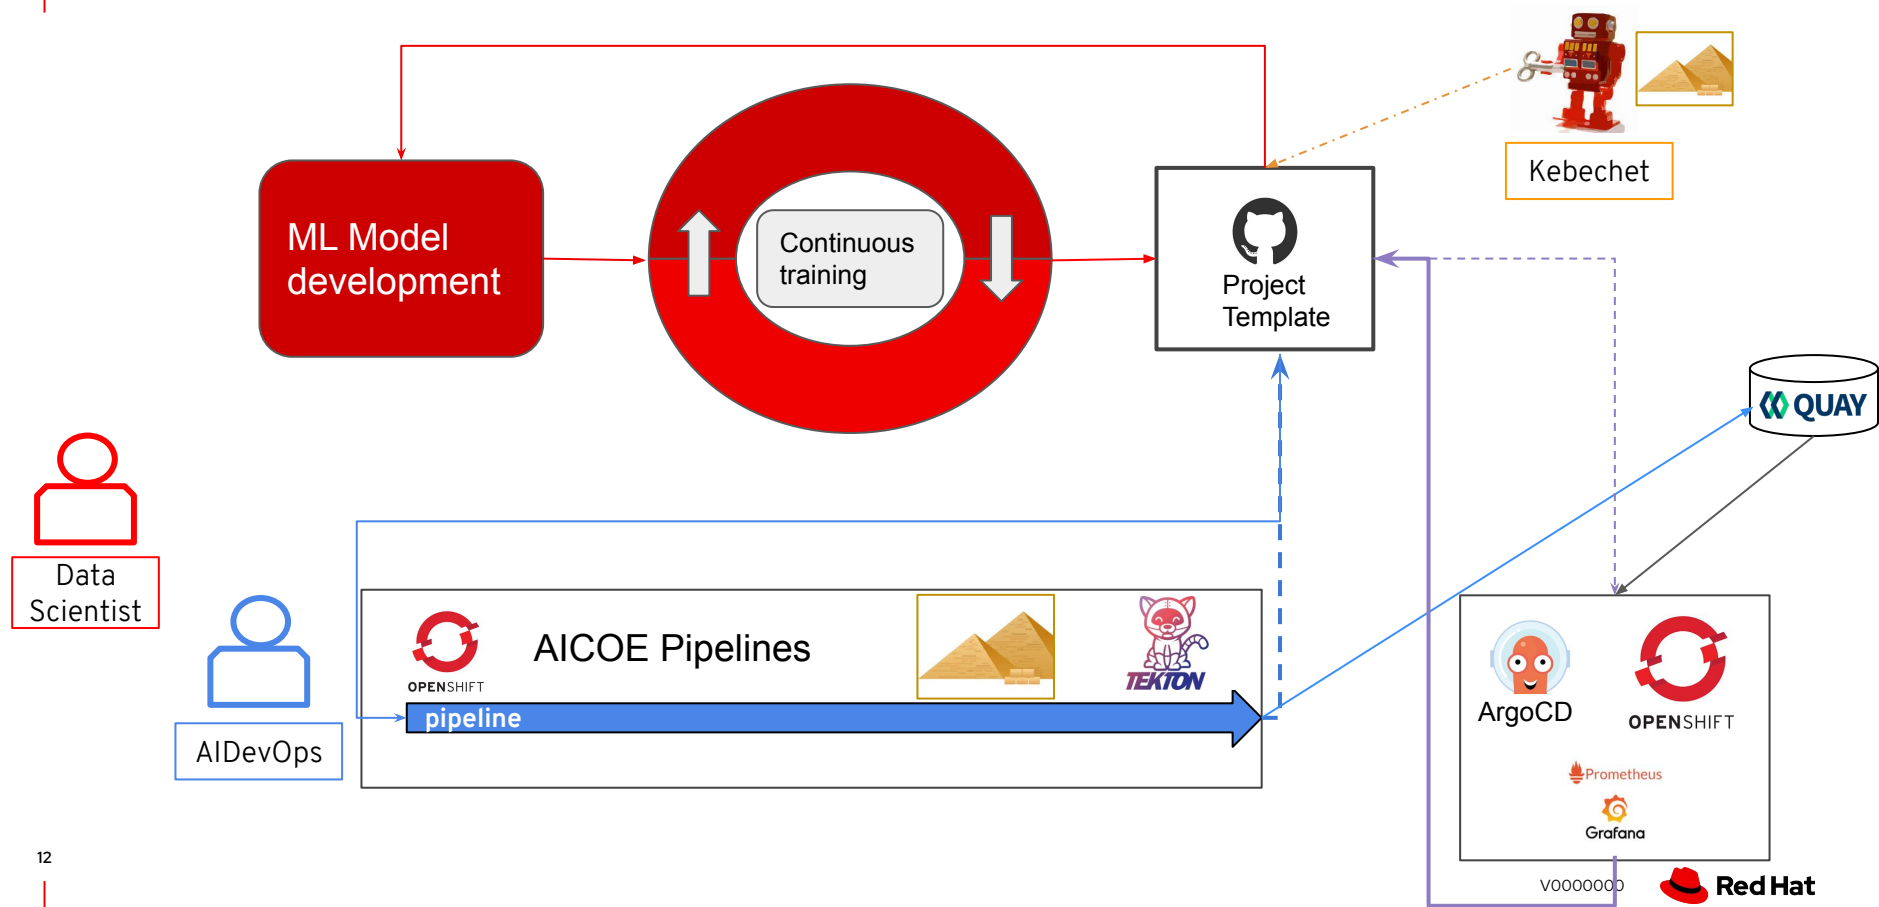 Kebechet
ML Model
development
Continuous
training
Project
Template
QUAY
Data
Scientist
AICOE Pipelines
OPENSHIFT
TEKTON
pipeline
AIDevOps
ArgoCD
OPENSHIFT
Prometheus
Grafana
12
V0000000
Red Hat